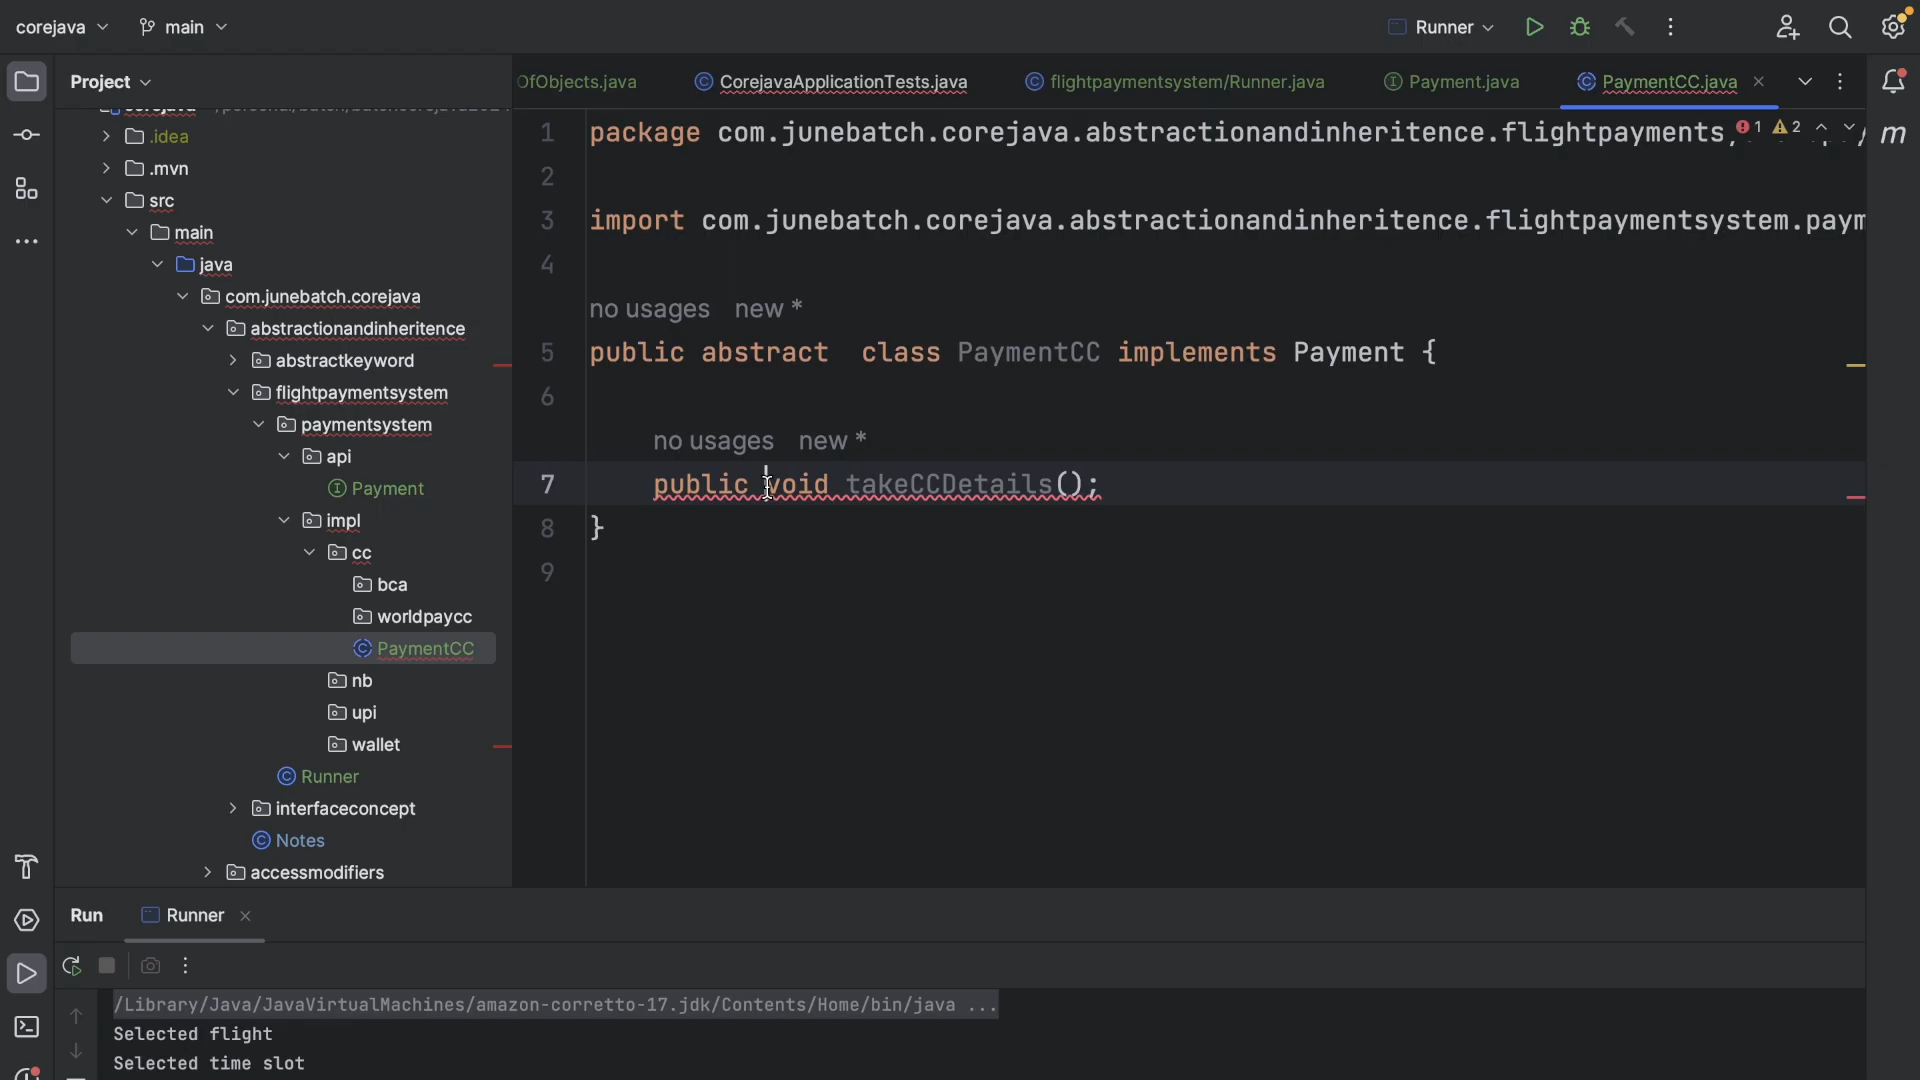 corejava
main
Runner
Project
OfObjects.java
CorejavaApplicationTests.java
flightpaymentsystem/Runner.java
Payment.java
PaymentCC.java
corejava
.idea
.mvn
src
main
java
com.junebatch.corejava
abstractionandinheritence
abstractkeyword
flightpaymentsystem
paymentsystem
api
Payment
impl
cc
bca
worldpaycc
PaymentCC
nb
upi
wallet
Runner
interfaceconcept
Notes
accessmodifiers
1 package com.junebatch.corejava.abstractionandinheritence.flightpayments
1 2
2
3 import com.junebatch.corejava.abstractionandinheritence.flightpaymentsystem.paym
4
no usages new *
5 public abstract  class PaymentCC implements Payment {
6
no usages new *
7 public void takeCCDetails();
8 }
9
m
Run
Runner
/Library/Java/JavaVirtualMachines/amazon-corretto-17.jdk/Contents/Home/bin/java ...
Selected flight
Selected time slot